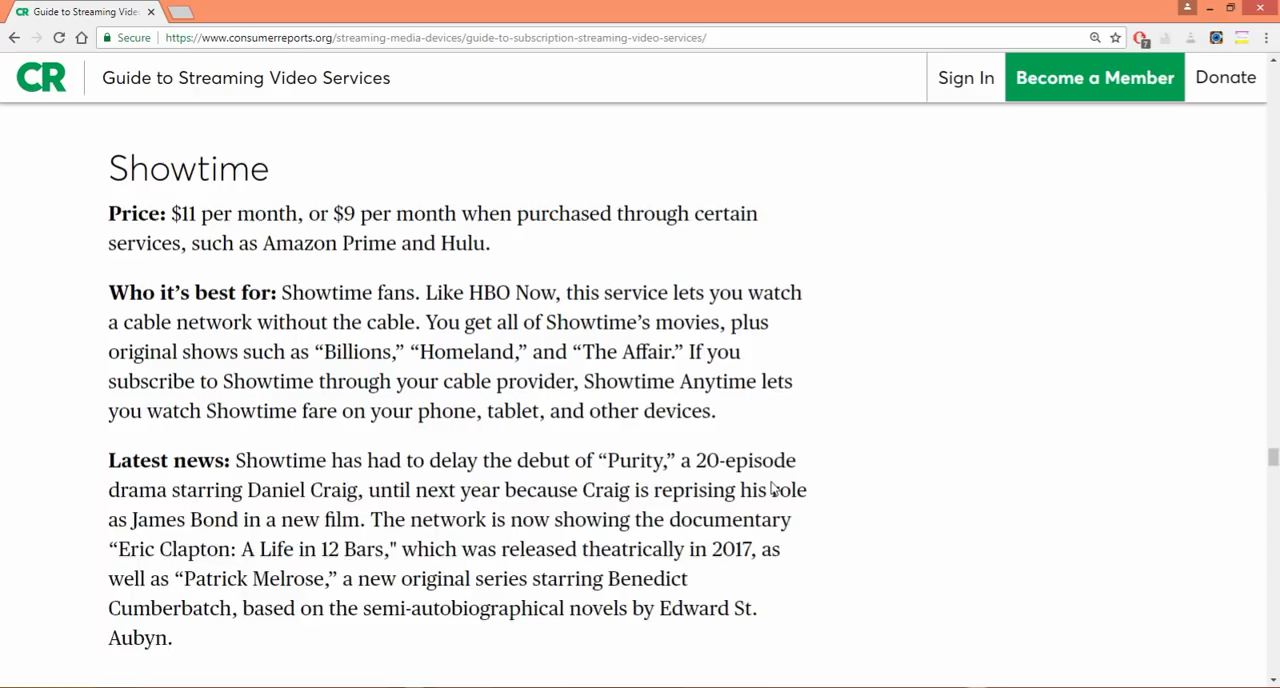 CR Guide to Streaming Vide
Secure https://www.consumerreports.org/streaming-media-devices/guide-to-subscription-streaming-video-services/
7
CR Guide to Streaming Video Services Sign In Become a Member Donate
Showtime
Price: $11 per month, or $9 per month when purchased through certain
services, such as Amazon Prime and Hulu.
Who it’s best for: Showtime fans. Like HBO Now, this service lets you watch
a cable network without the cable. You get all of Showtime’s movies, plus
original shows such as “Billions,” “Homeland,” and “The Affair.” If you
subscribe to Showtime through your cable provider, Showtime Anytime lets
you watch Showtime fare on your phone, tablet, and other devices.
Latest news: Showtime has had to delay the debut of “Purity,” a 20-episode
drama starring Daniel Craig, until next year because Craig is reprising his role
as James Bond in a new film. The network is now showing the documentary
“Eric Clapton: A Life in 12 Bars," which was released theatrically in 2017, as
well as “Patrick Melrose,” a new original series starring Benedict
Cumberbatch, based on the semi-autobiographical novels by Edward St.
Aubyn.